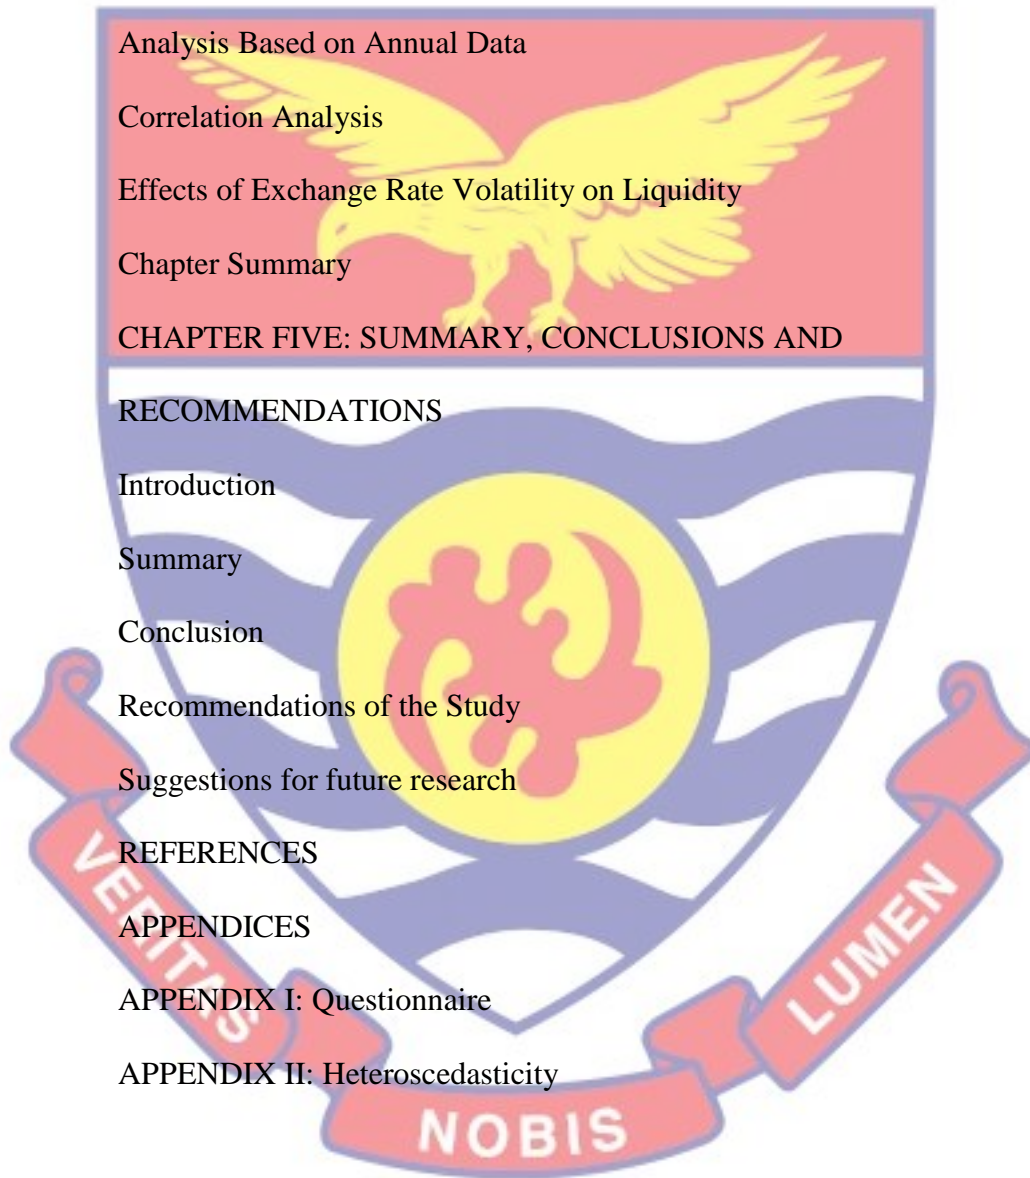 Analysis Based on Annual Data
Correlation Analysis
Effects of Exchange Rate Volatility on Liquidity
Chapter Summary
CHAPTER FIVE: SUMMARY, CONCLUSIONS AND
RECOMMENDATIONS
Introduction
Summary
Conclusion
Recommendations of the Study
Suggestions for future research
REFERENCES
APPENDICES
APPENDIX I: Questionnaire
APPENDIX II: Heteroscedasticity
VERITAS
NOBIS
LUMEN